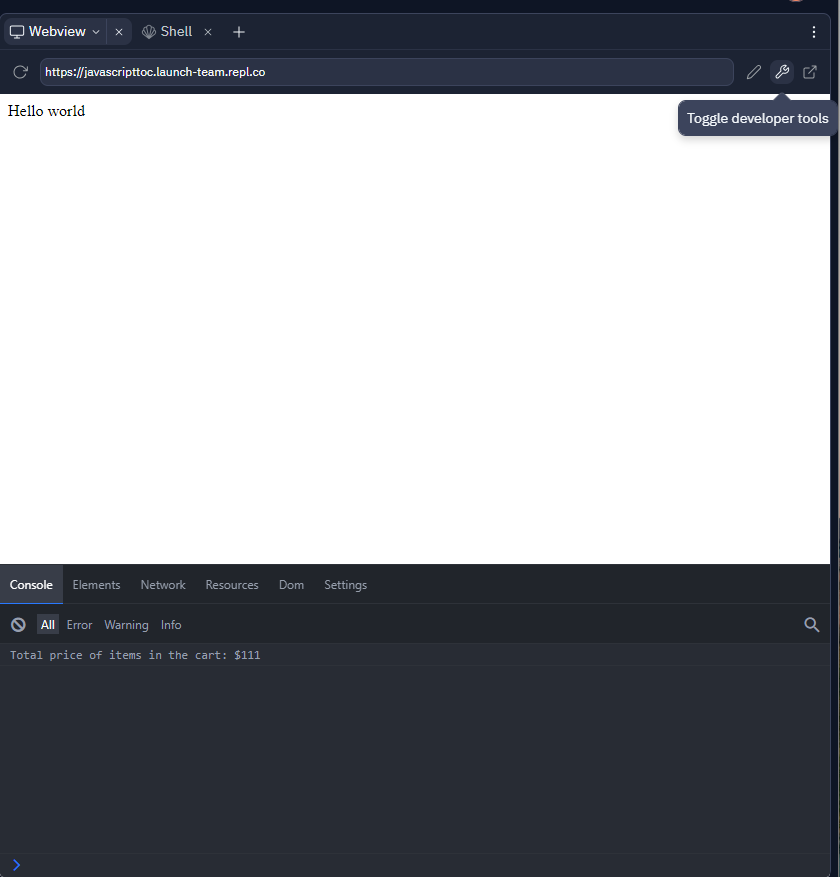 Webview
Shell
https://javascripttoc.launch-team.repl.co
Hello world
Toggle developer tools
Console Elements Network Resources Dom Settings
All Error Warning Info
Total price of items in the cart: $111